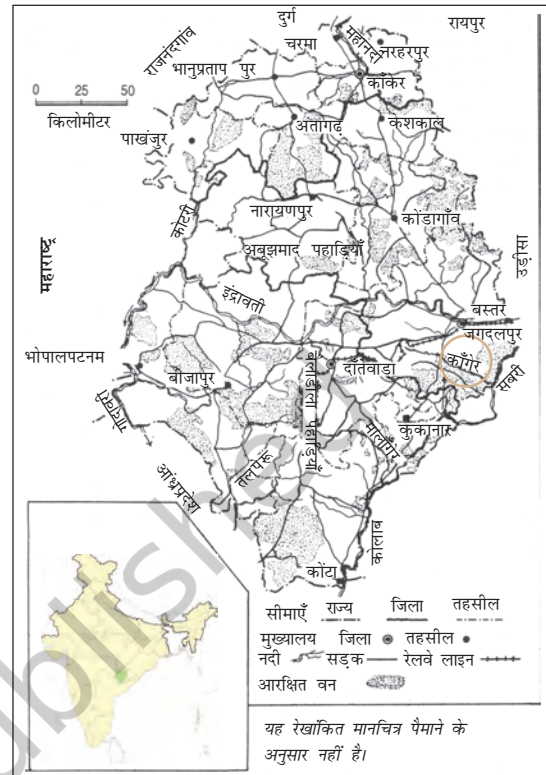 दुर्ग
रायपुर
राजनंदगाँव
चरमा
महानदी
नरहरपुर
भानुप्रताप पुर
काँकेर
0 50
किलोमीटर
अंतागढ़
केशकाल
पाखंजुर
कोटरी
नारायणपुर
कोंडागाँव
अबूझमाद पहाड़ियाँ
महाराष्ट्र
उड़ीसा
इंद्रावती
बस्तर
जगदलपुर
काँगेर
सबरी
भोपालपटनम
बीजापुर
बैलाडीला पहाड़ियाँ
दाँतेवाड़ा
गोदावरी
मालाँगेर
कुकानार
तेलपेरू
आंध्रप्रदेश
कोलाब
कोंटा
सीमाएँ राज्य जिला तहसील
मुख्यालय जिला तहसील
नदी सड़क रेलवे लाइन
आरक्षित वन
यह रेखांकित मानचित्र पैमाने के
अनुसार नहीं है।